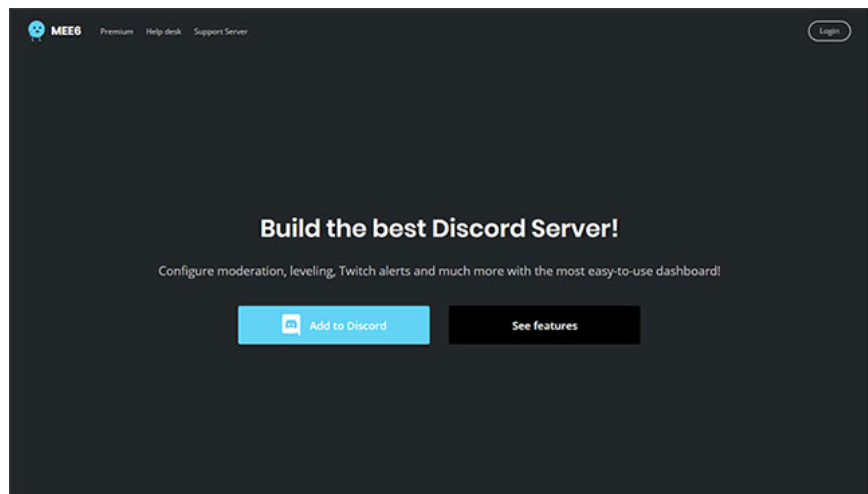 MEE6 Premium Help desk Support Server Login
Build the best Discord Server!
Configure moderation, leveling, Twitch alerts and much more with the most easy-to-use dashboard!
Add to Discord See features